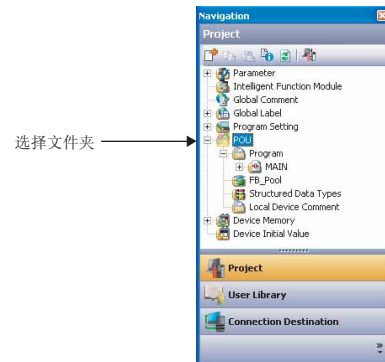 Navigation
Project
Parameter
Intelligent Function Module
Global Comment
Global Label
Program Setting
选择文件夹
POU
Program
MAIN
FB_Pool
Structured Data Types
Local Device Comment
Device Memory
Device Initial Value
Project
User Library
Connection Destination